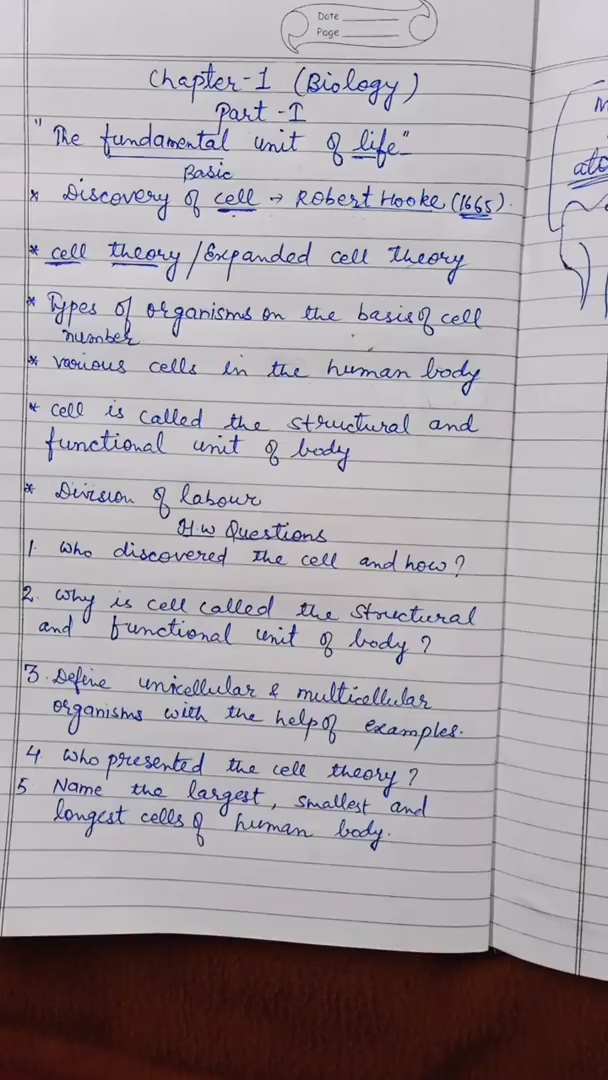 Date
Page
Chapter-1 (Biology)
Part-I
"The fundamental unit of life"
Basic
* Discovery of cell → Robert Hooke (1665).
* cell theory / Expanded cell theory
* Types of organisms on the basis of cell
number
* various cells in the human body
* cell is called the structural and
functional unit of body
* Division of labour
H.w Questions
1. who discovered the cell and how?
2. why is cell called the structural
and functional unit of body?
3. Define unicellular & multicellular
organisms with the help of examples.
4 who presented the cell theory?
5 Name the largest, smallest and
longest cells of human body.